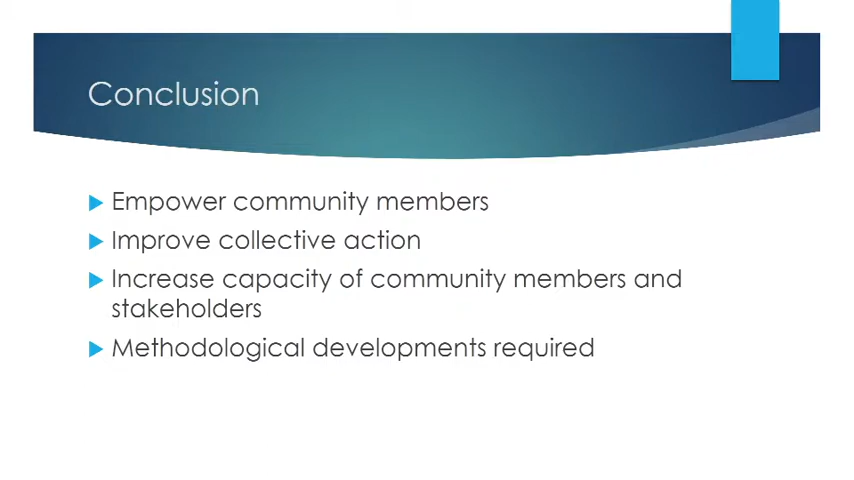 Conclusion
Empower community members
Improve collective action
Increase capacity of community members and
stakeholders
Methodological developments required